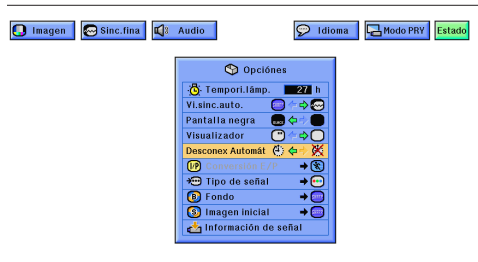 Imagen Sinc.fina Audio Idioma Modo PRY Estado
Opciónes
Tempori.lámp. 27 h
Vi.sinc.auto.
Pantalla negra
Visualizador
Desconex Automát
I/P
Tipo de señal
B Fondo
S Imagen inicial
Información de señal